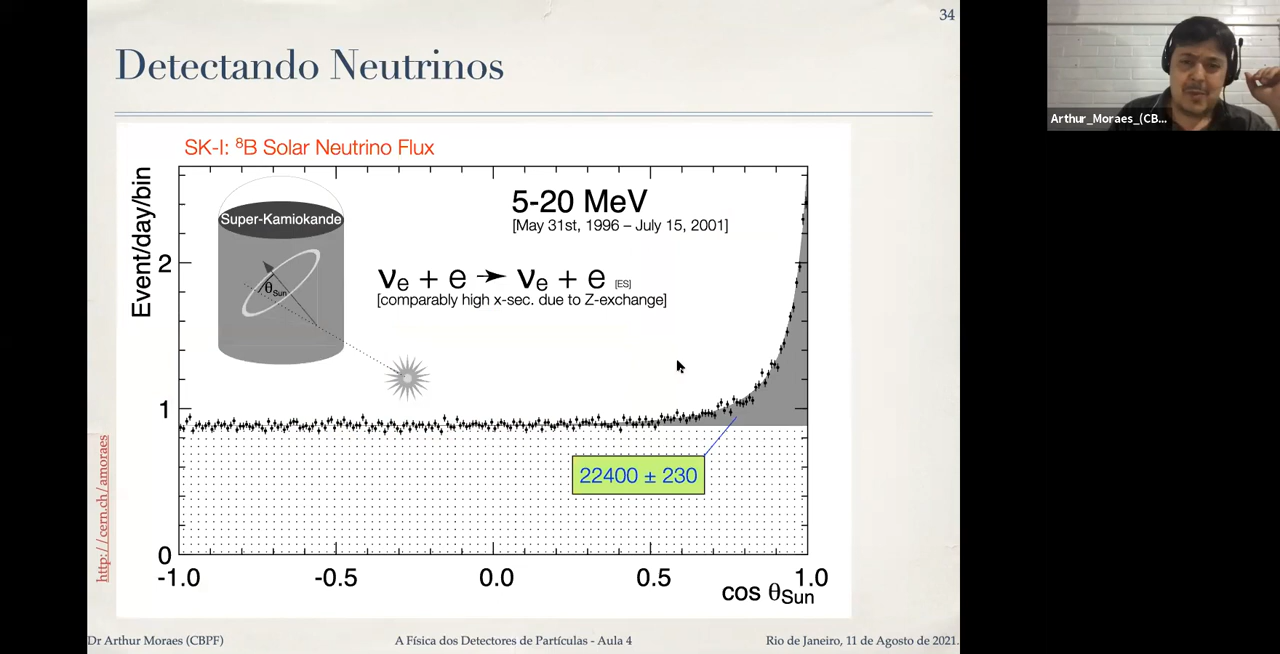 34
Detectando Neutrinos
Arthur_Moraes_(CB...
SK-I: ⁸B Solar Neutrino Flux
Event/day/bin
Super-Kamiokande
θSun
5-20 MeV
[May 31st, 1996 – July 15, 2001]
νe + e → νe + e [ES]
[comparably high x-sec. due to Z-exchange]
2
1
0
22400 ± 230
-1.0 -0.5 0.0 0.5 1.0
cos θSun
http://cern.ch/amoraes
Dr Arthur Moraes (CBPF) A Física dos Detectores de Partículas - Aula 4 Rio de Janeiro, 11 de Agosto de 2021.